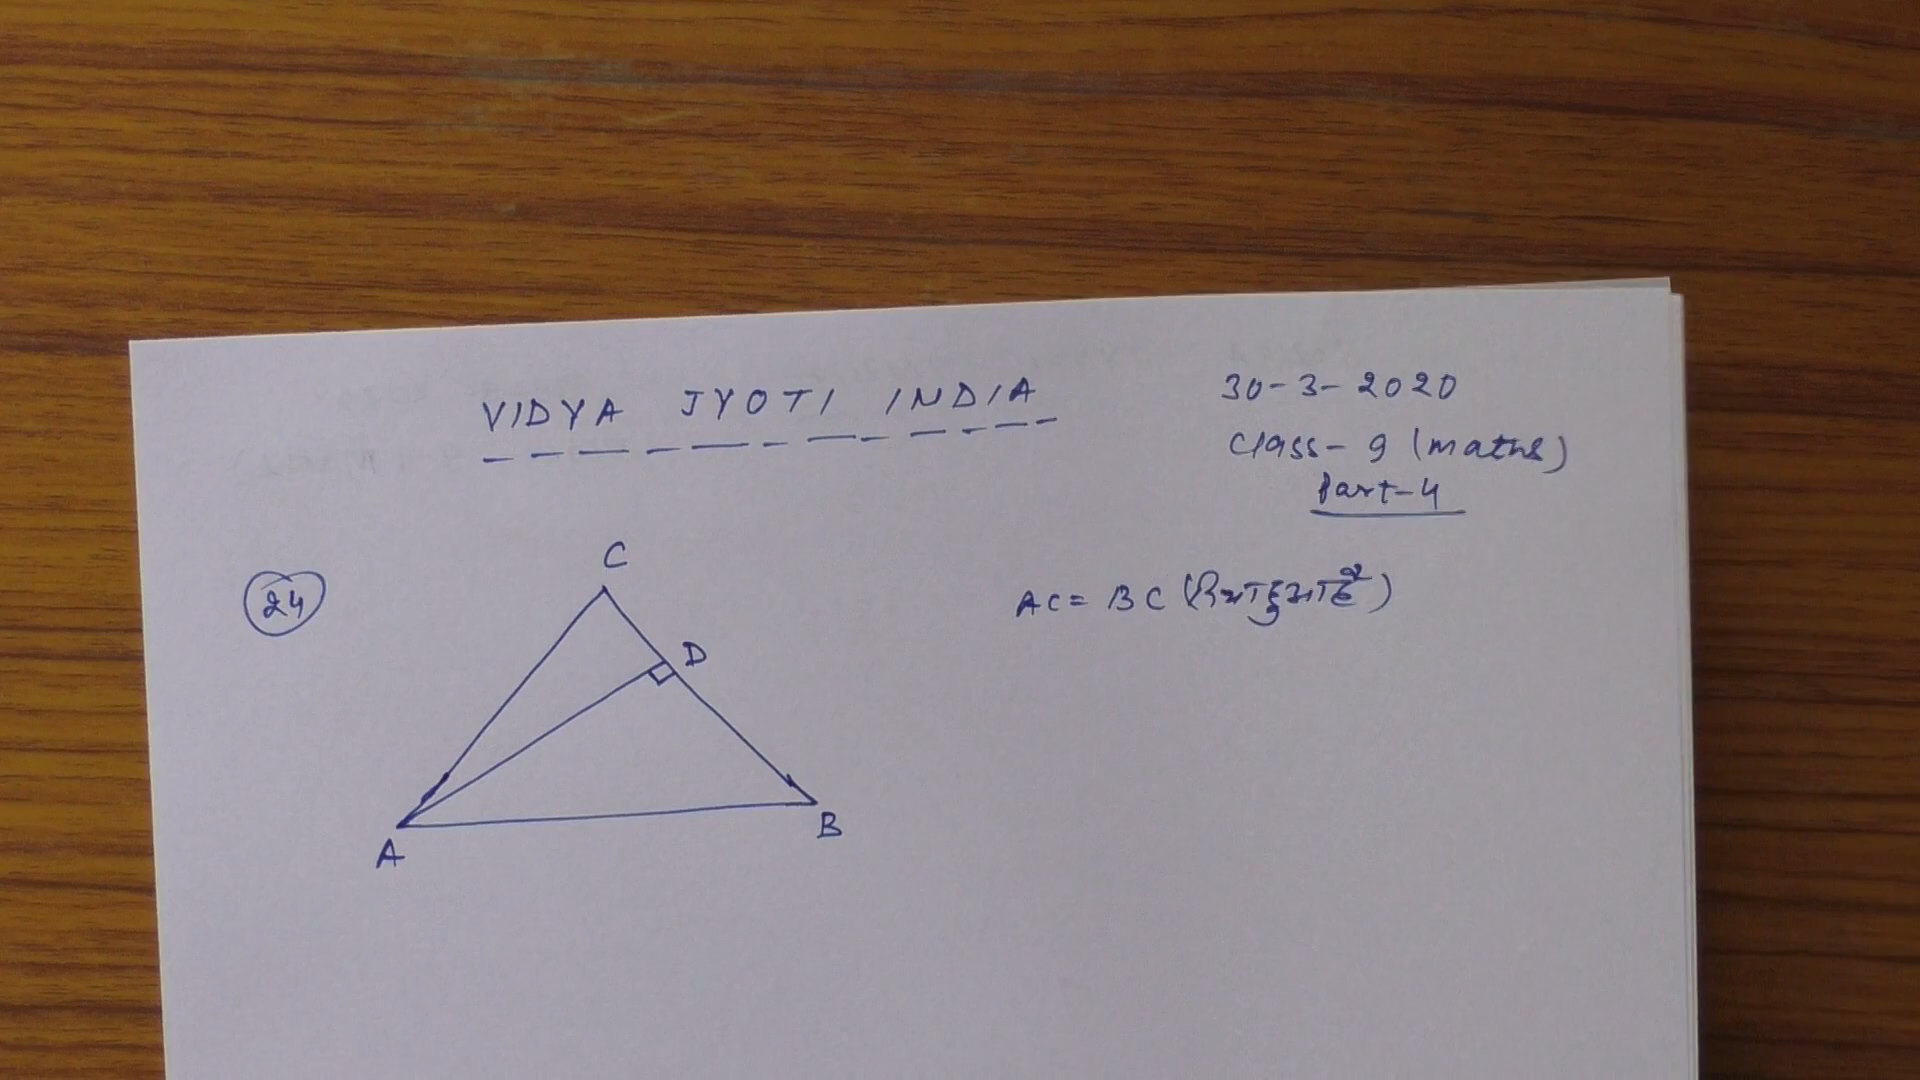 VIDYA JYOTI INDIA
30-3-2020
Class-9 (maths)
Part-4
24
C
D
A
B
AC = BC (दिया हुआ है)